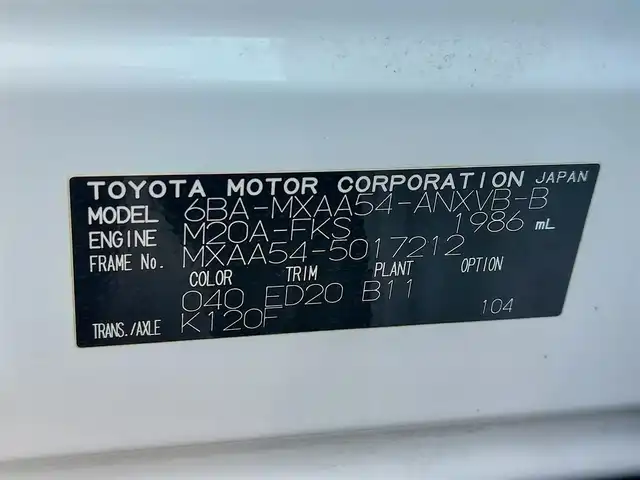 TOYOTA MOTOR CORPORATION JAPAN
MODEL 6BA-MXAA54-ANXVB-B
ENGINE M20A-FKS 1986 mL
FRAME No. MXAA54-5017212
COLOR TRIM PLANT OPTION
040 ED20 B11
TRANS./AXLE K120F 104